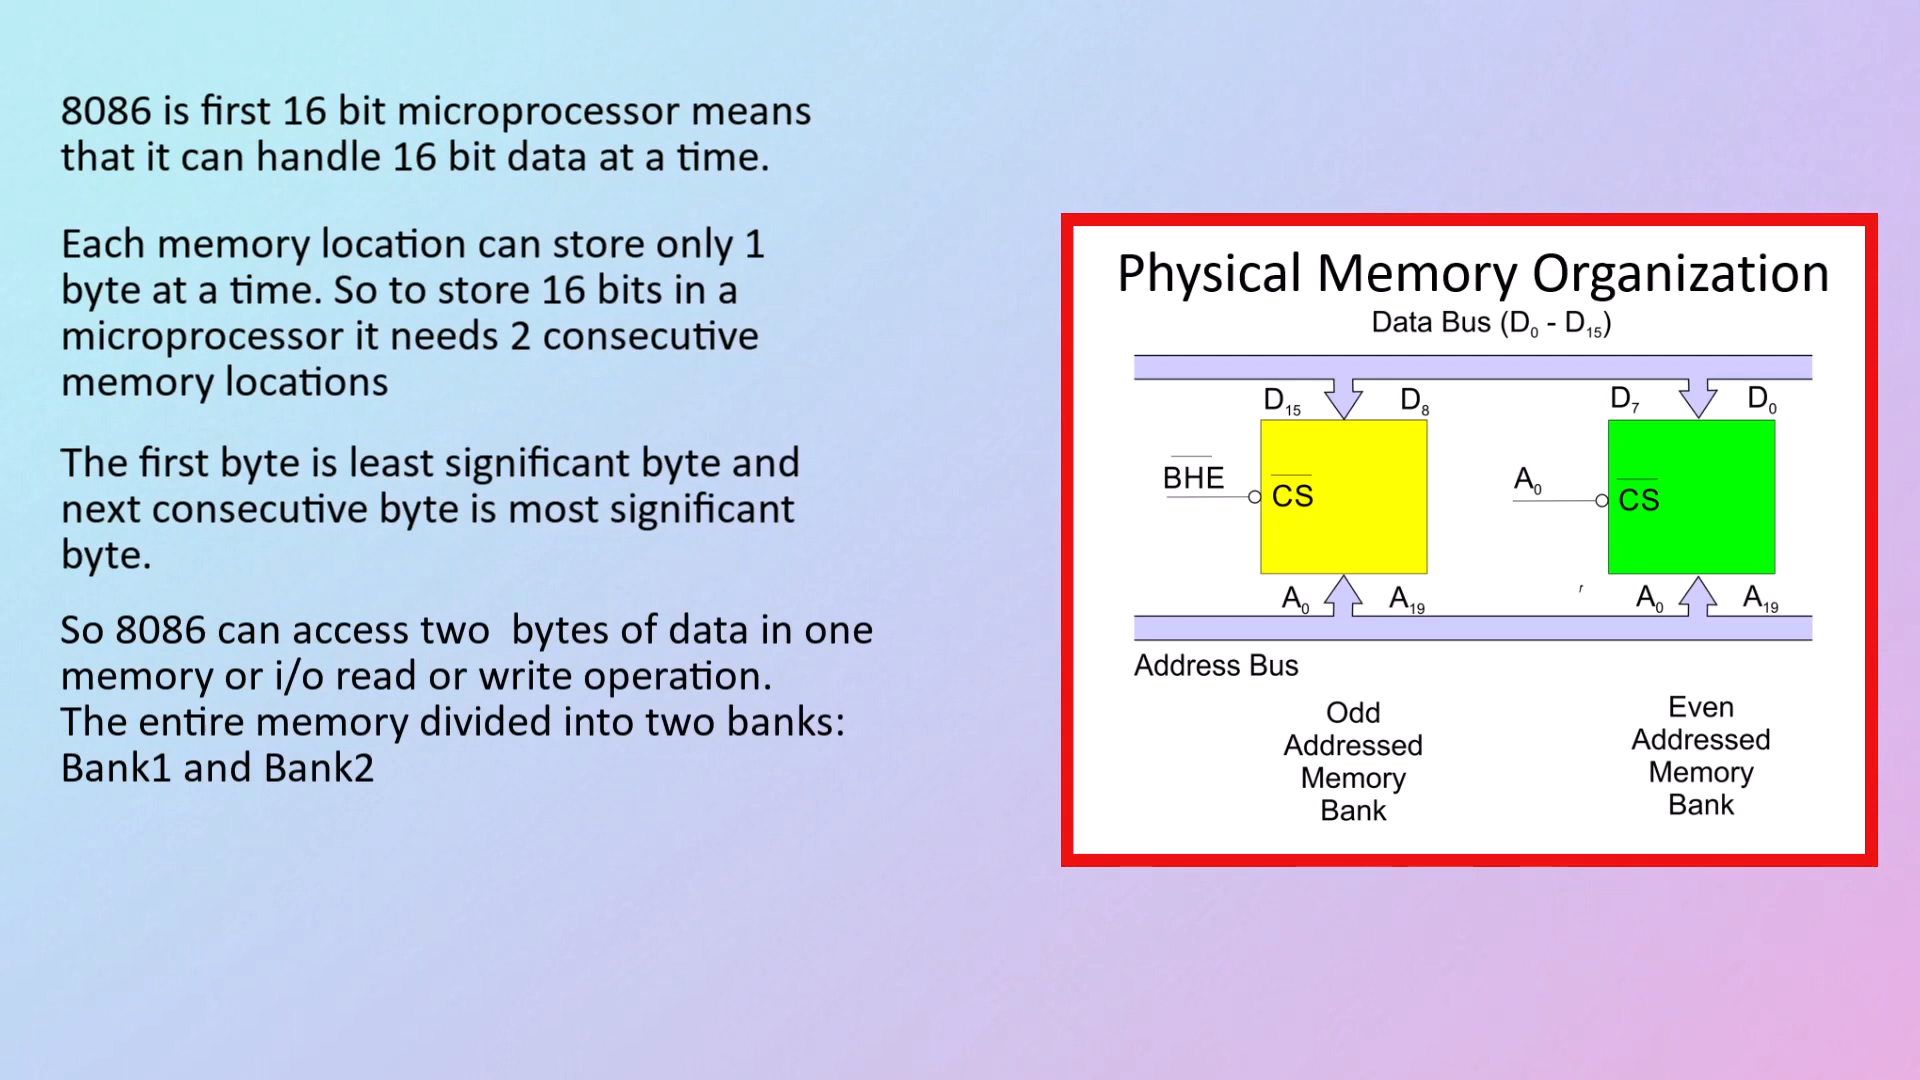 8086 is first 16 bit microprocessor means
that it can handle 16 bit data at a time.
Each memory location can store only 1
byte at a time. So to store 16 bits in a
microprocessor it needs 2 consecutive
memory locations
The first byte is least significant byte and
next consecutive byte is most significant
byte.
So 8086 can access two  bytes of data in one
memory or i/o read or write operation.
The entire memory divided into two banks:
Bank1 and Bank2
Physical Memory Organization
Data Bus (D₀ - D₁₅)
D₁₅ D₈ D₇ D₀
B̅H̅E̅ C̅S̅ A₀ C̅S̅
A₀ A₁₉ A₀ A₁₉
Address Bus
Odd
Addressed
Memory
Bank
Even
Addressed
Memory
Bank